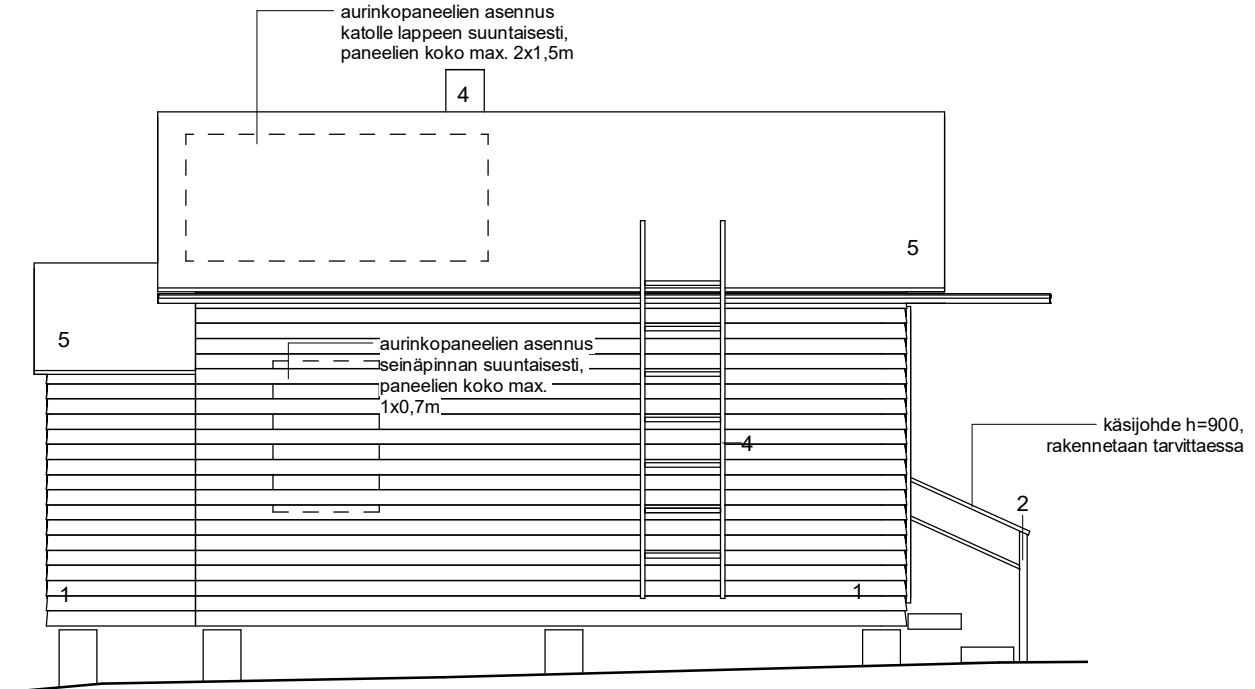 aurinkopaneelien asennus
katolle lappeen suuntaisesti,
paneelien koko max. 2x1,5m
4
5
5
aurinkopaneelien asennus
seinäpinnan suuntaisesti,
paneelien koko max.
1x0,7m
4
käsijohde h=900,
rakennetaan tarvittaessa
2
1
1